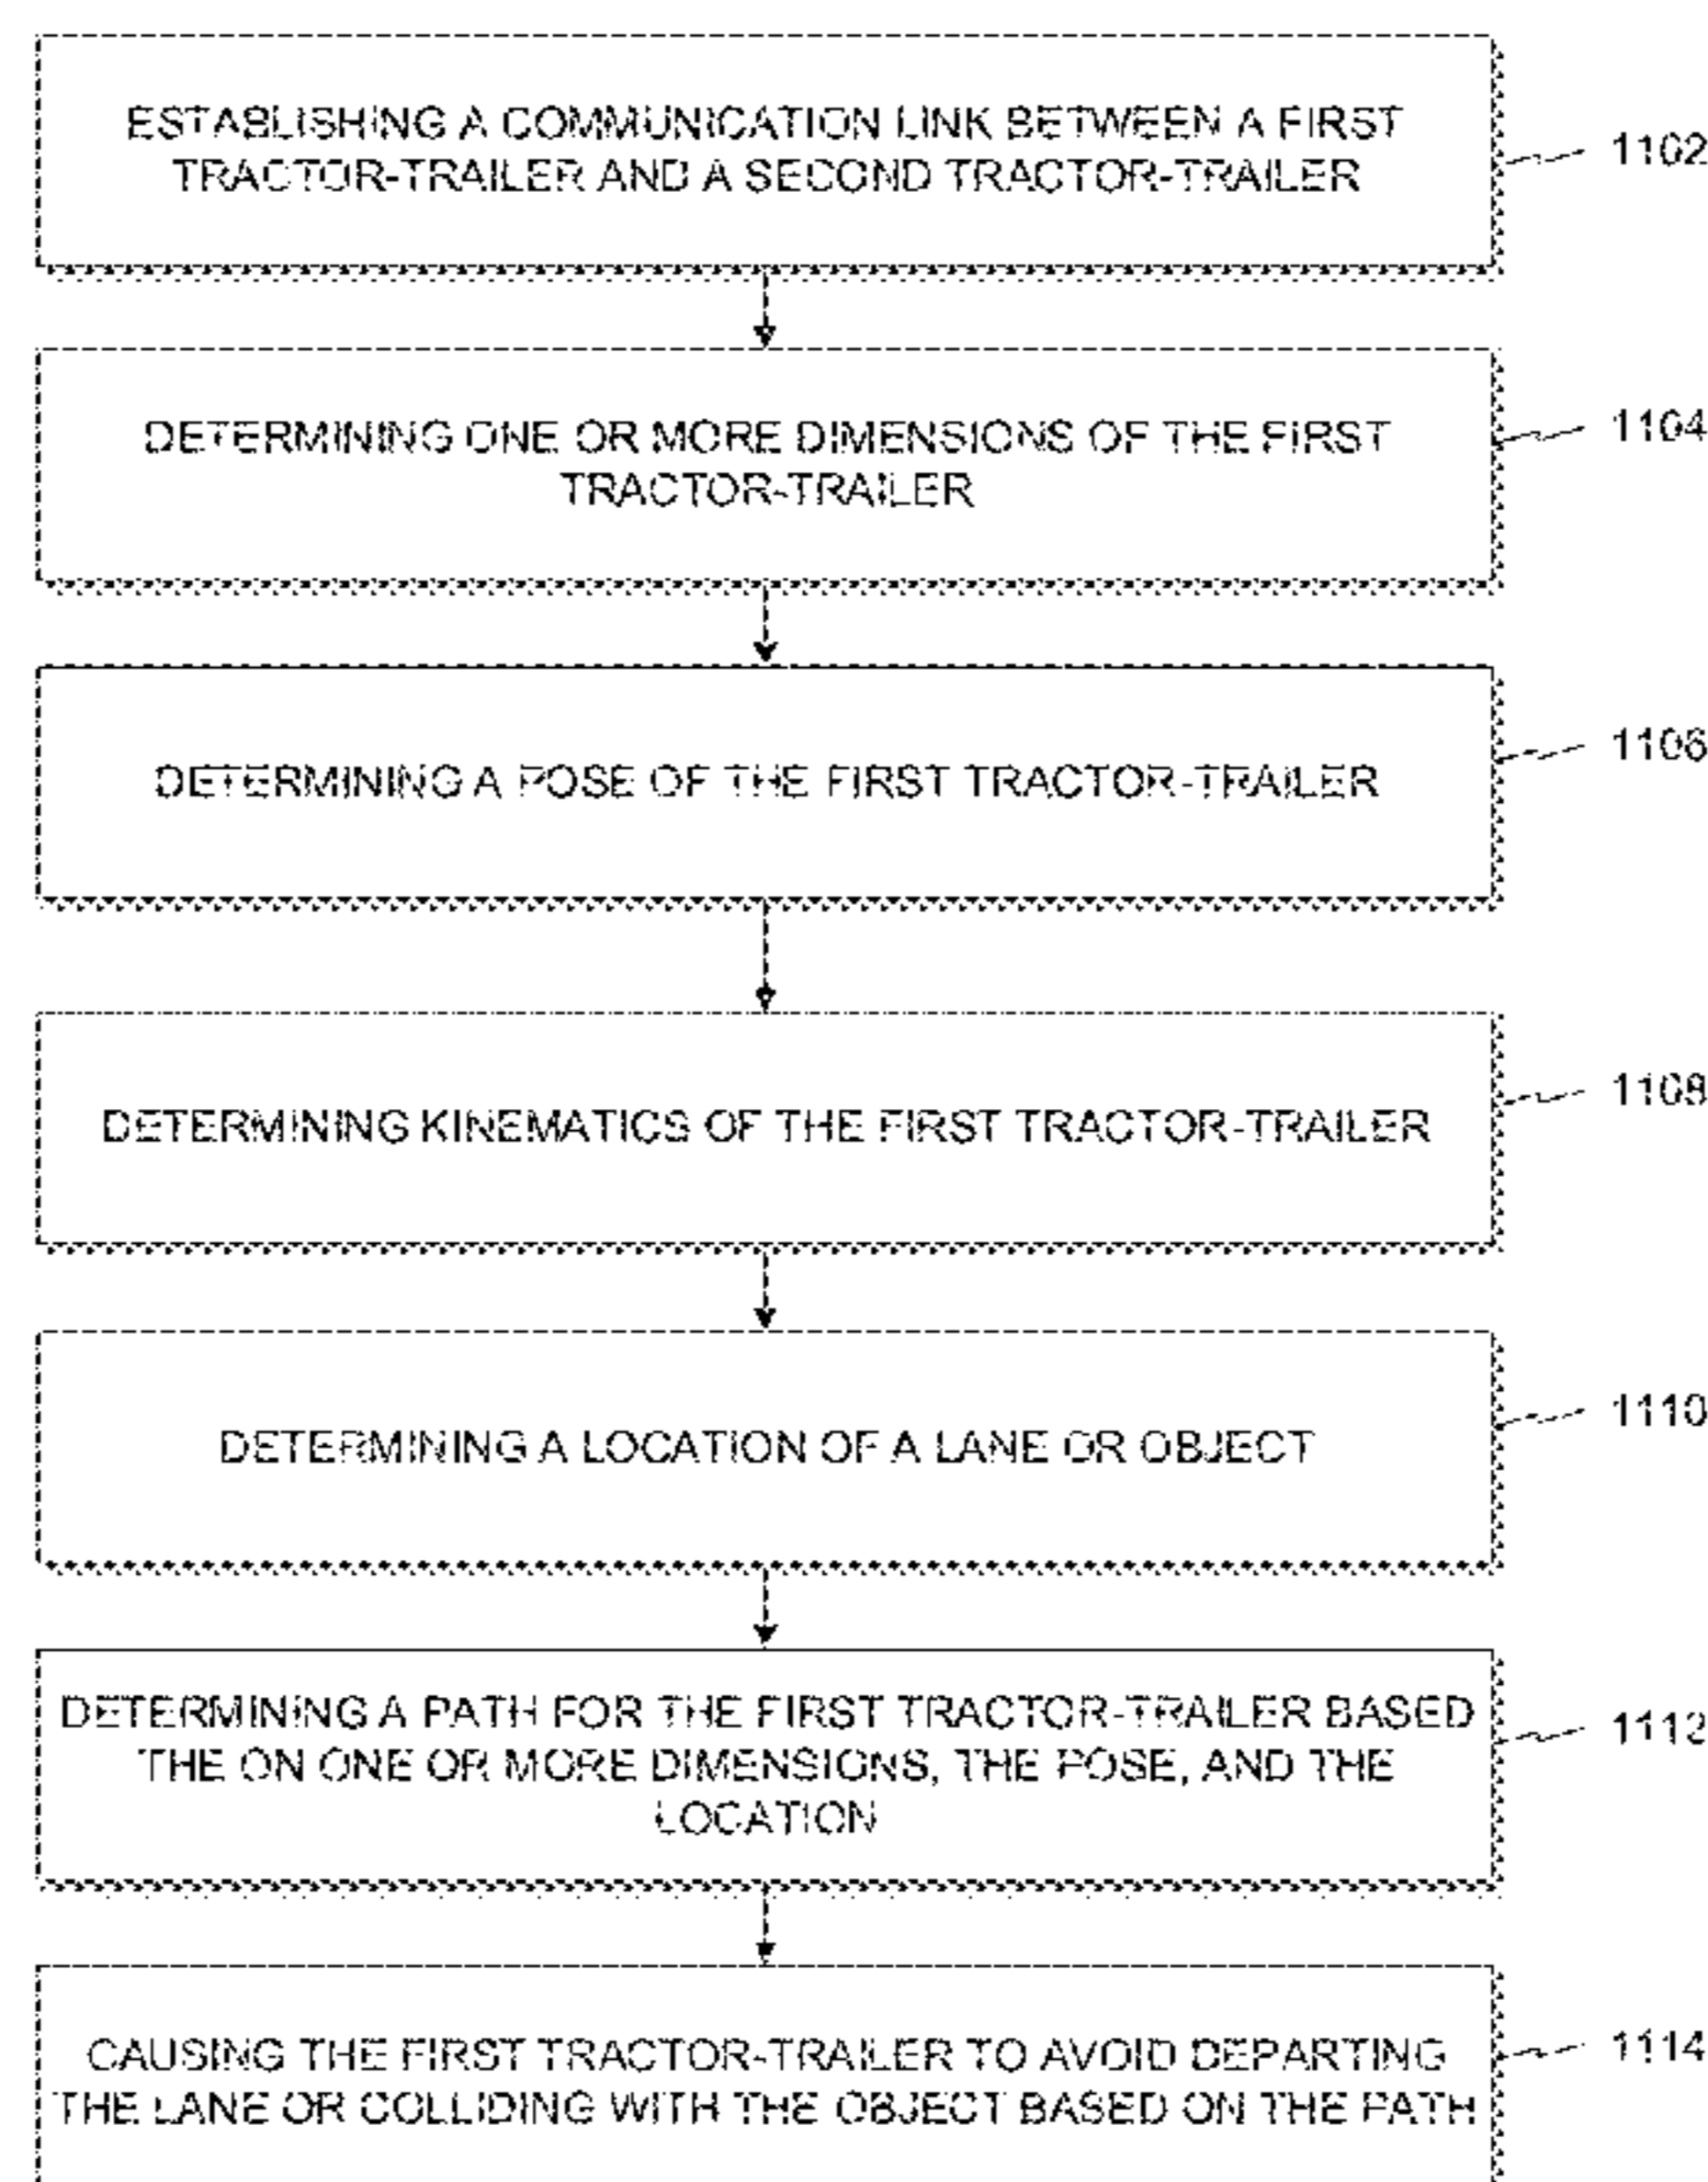 ESTABLISHING A COMMUNICATION LINK BETWEEN A FIRST
TRACTOR-TRAILER AND A SECOND TRACTOR-TRAILER
1102
DETERMINING ONE OR MORE DIMENSIONS OF THE FIRST
TRACTOR-TRAILER
1104
DETERMINING A POSE OF THE FIRST TRACTOR-TRAILER
1106
DETERMINING KINEMATICS OF THE FIRST TRACTOR-TRAILER
1108
DETERMINING A LOCATION OF A LANE OR OBJECT
1110
DETERMINING A PATH FOR THE FIRST TRACTOR-TRAILER BASED
THE ON ONE OR MORE DIMENSIONS, THE POSE, AND THE
LOCATION
1112
CAUSING THE FIRST TRACTOR-TRAILER TO AVOID DEPARTING
THE LANE OR COLLIDING WITH THE OBJECT BASED ON THE PATH
1114